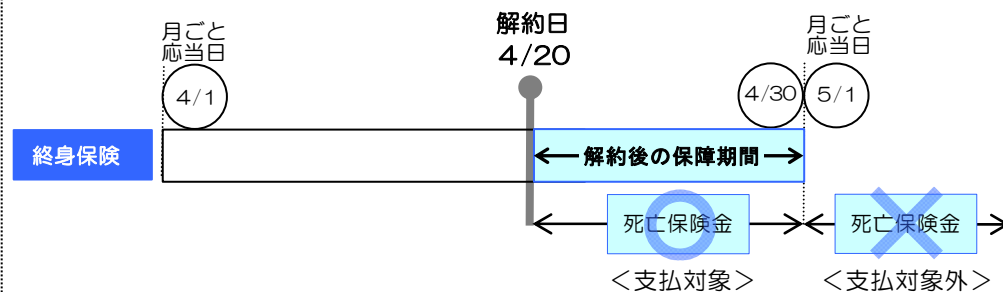 月ごと
応当日
解約日
4/20
月ごと
応当日
4/1
4/30
5/1
終身保険
解約後の保障期間
死亡保険金
死亡保険金
＜支払対象＞
＜支払対象外＞